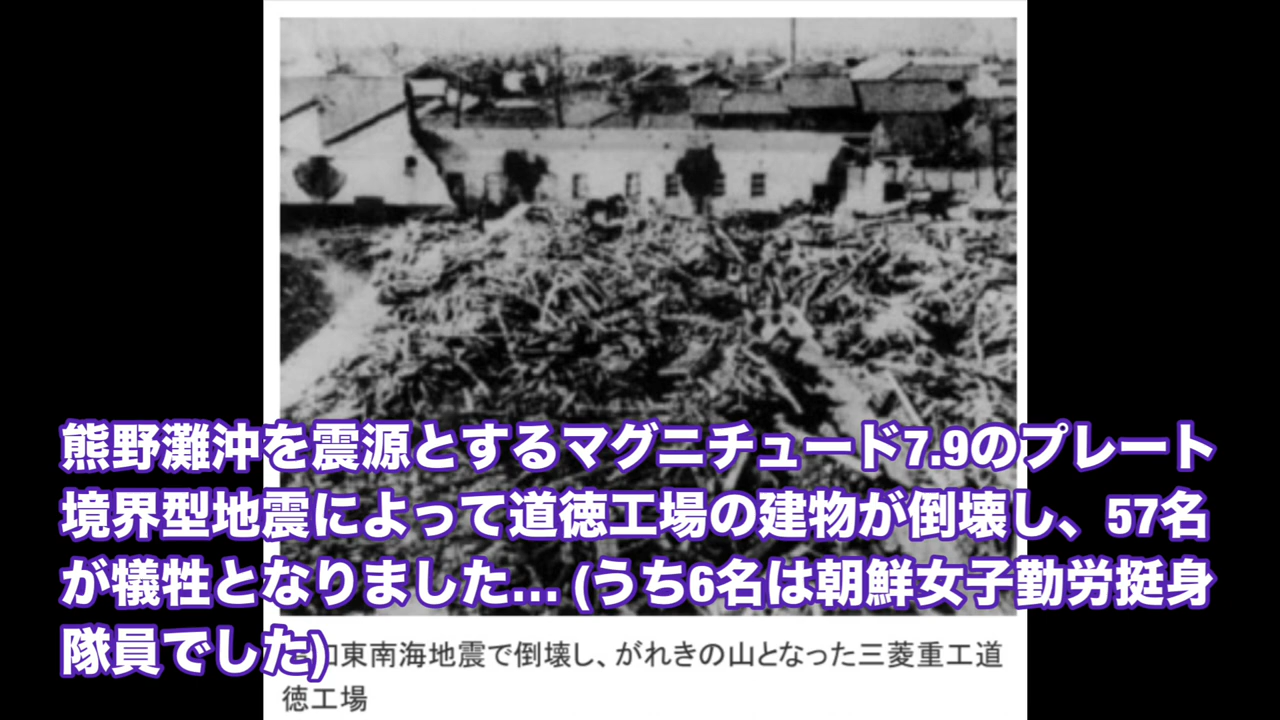 熊野灘沖を震源とするマグニチュード7.9のプレート
境界型地震によって道徳工場の建物が倒壊し、57名
が犠牲となりました... (うち6名は朝鮮女子勤労挺身
隊員でした)
東南海地震で倒壊し、がれきの山となった三菱重工道
徳工場